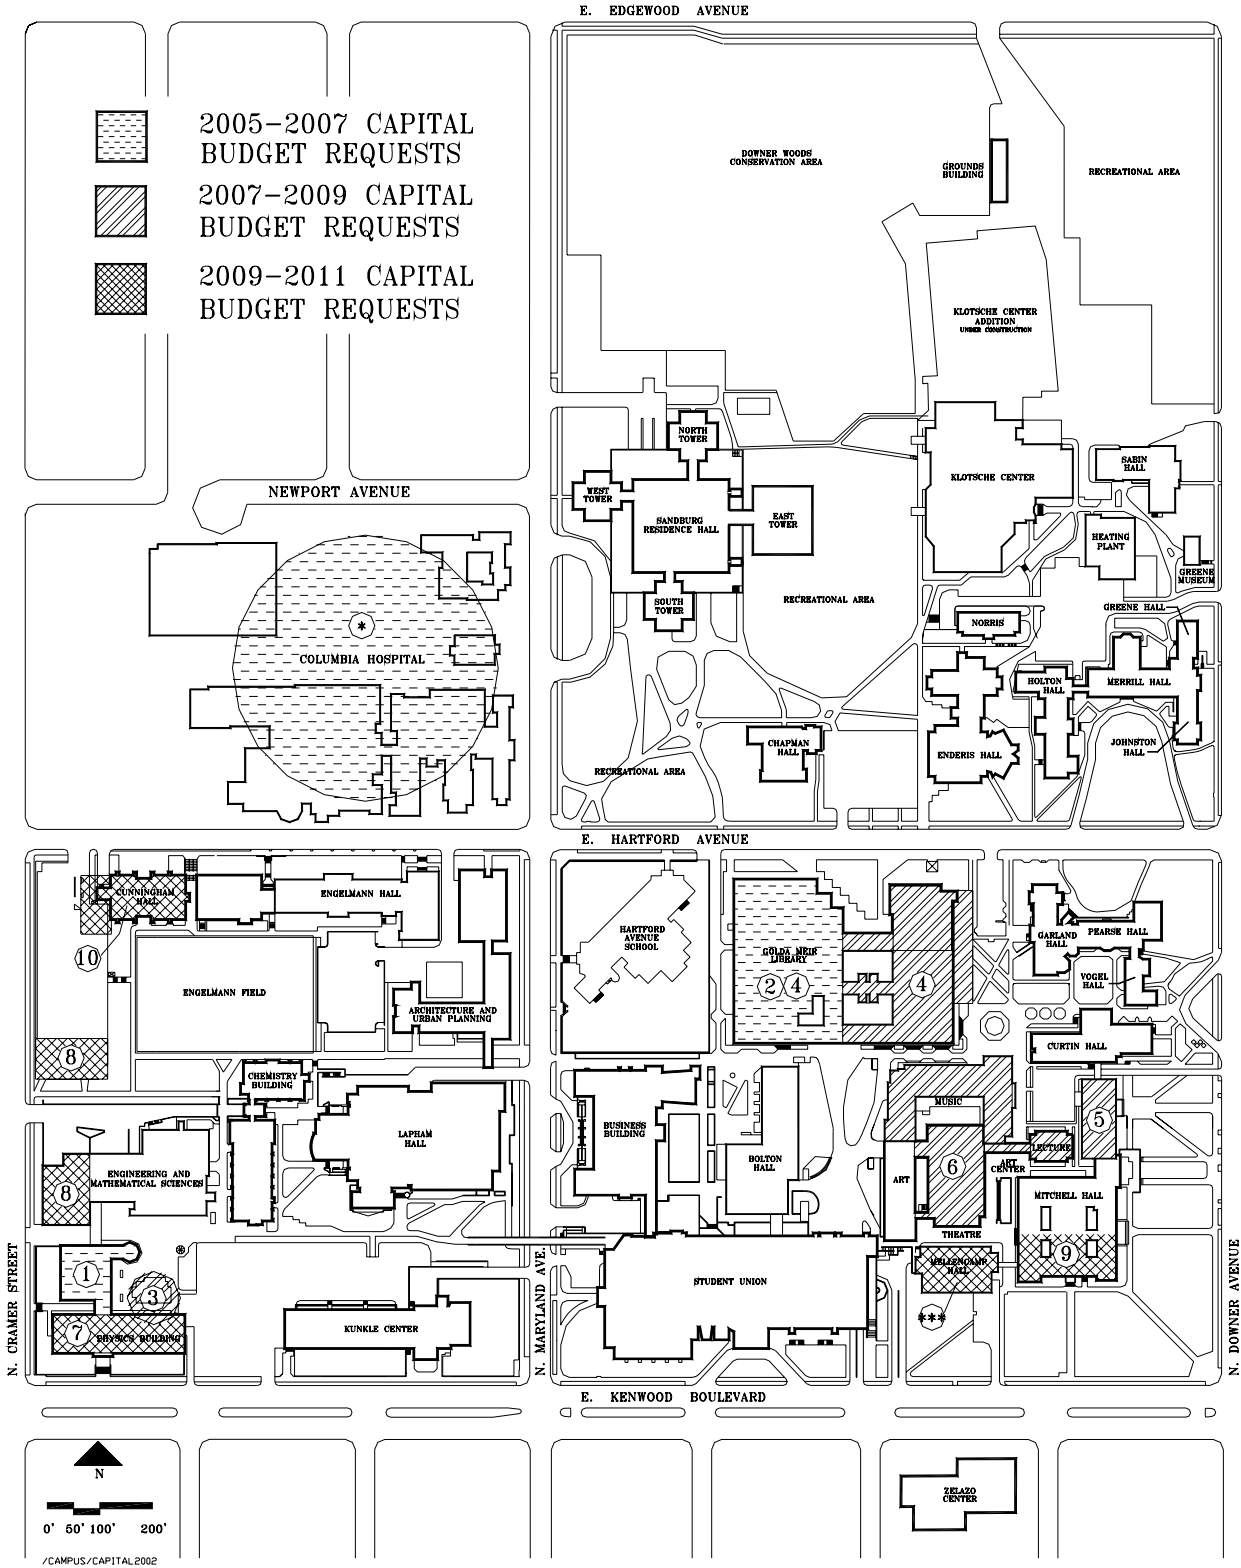 E. EDGEWOOD AVENUE
2005-2007 CAPITAL
BUDGET REQUESTS
2007-2009 CAPITAL
BUDGET REQUESTS
2009-2011 CAPITAL
BUDGET REQUESTS
DOWNER WOODS
CONSERVATION AREA
GROUNDS
BUILDING
RECREATIONAL AREA
KLOTSCHE CENTER
ADDITION
UNDER CONSTRUCTION
NORTH
TOWER
WEST
TOWER
SANDBURG
RESIDENCE HALL
EAST
TOWER
SOUTH
TOWER
KLOTSCHE CENTER
SABIN
HALL
HEATING
PLANT
GREENE
MUSEUM
GREENE HALL
NEWPORT AVENUE
*
COLUMBIA HOSPITAL
RECREATIONAL AREA
NORRIS
HOLTON
HALL
MERRILL HALL
JOHNSTON
HALL
CHAPMAN
HALL
ENDERIS HALL
RECREATIONAL AREA
E. HARTFORD AVENUE
CUNNINGHAM
HALL
ENGELMANN HALL
10
ENGELMANN FIELD
ARCHITECTURE AND
URBAN PLANNING
8
CHEMISTRY
BUILDING
LAPHAM
HALL
ENGINEERING AND
MATHEMATICAL SCIENCES
8
1
3
7
PHYSICS BUILDING
KUNKLE CENTER
HARTFORD
AVENUE
SCHOOL
GOLDA MEIR
LIBRARY
2
4
4
GARLAND
HALL
PEARSE HALL
VOGEL
HALL
CURTIN HALL
BUSINESS
BUILDING
BOLTON
HALL
MUSIC
5
LECTURE
6
ART
CENTER
ART
MITCHELL HALL
THEATRE
9
MELLENCAMP
HALL
***
STUDENT UNION
N. CRAMER STREET
N. MARYLAND AVE.
N. DOWNER AVENUE
E. KENWOOD BOULEVARD
ZELAZO
CENTER
N
0' 50' 100' 200'
/CAMPUS/CAPITAL2002